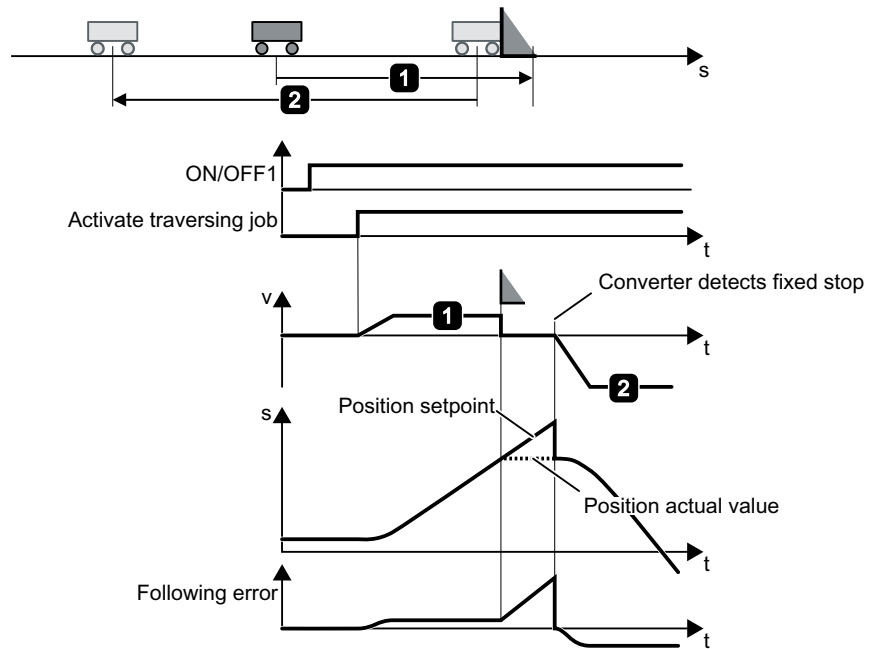 s
1
2
ON/OFF1
Activate traversing job
t
Converter detects fixed stop
v
1
t
2
Position setpoint
s
Position actual value
t
Following error
t